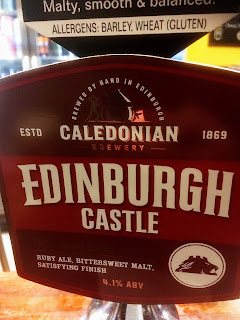 Malty, smooth & balanced.
ALLERGENS: BARLEY, WHEAT (GLUTEN)
BREWED BY HAND IN EDINBURGH
ESTD 1869
CALEDONIAN
BREWERY
EDINBURGH
CASTLE
RUBY ALE, BITTERSWEET MALT,
SATISFYING FINISH
4.1% ABV